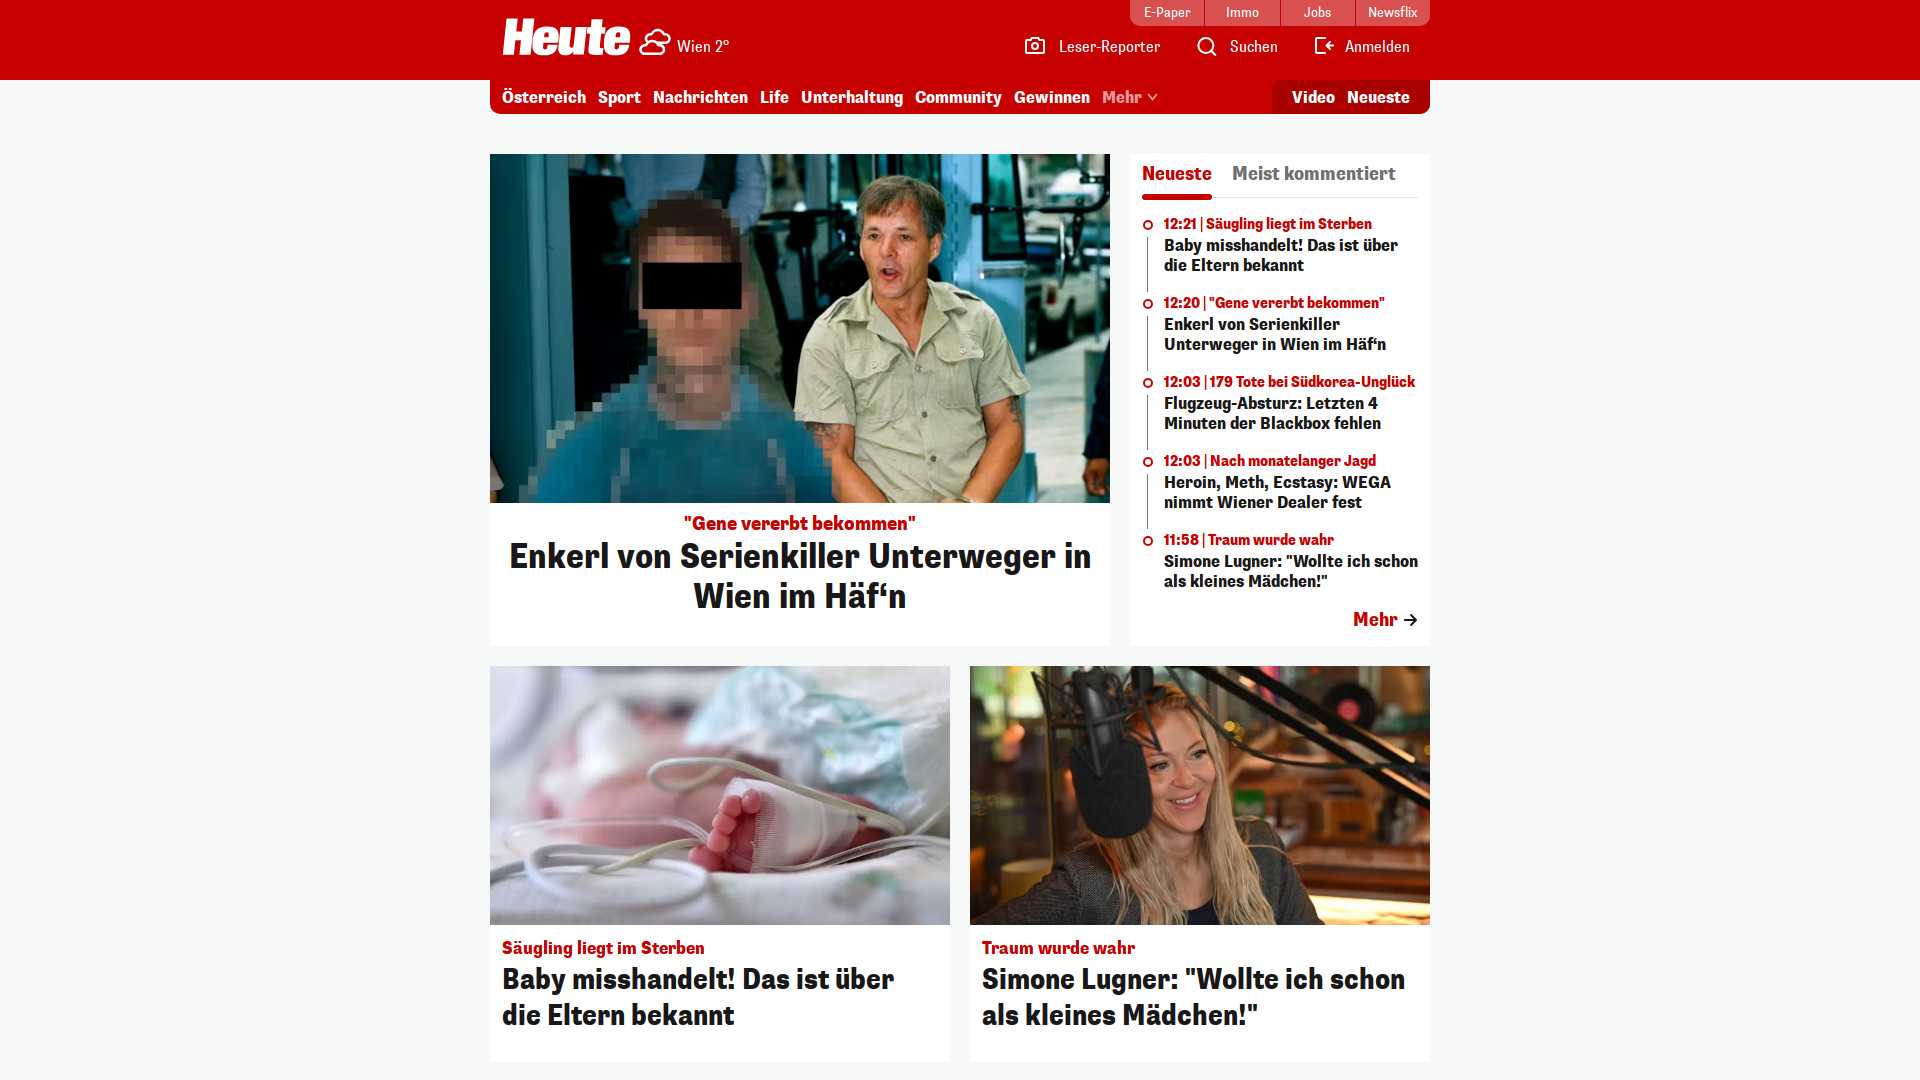 E-Paper
Immo
Jobs
Newsflix
Heute
Wien 2°
Leser-Reporter
Suchen
Anmelden
Österreich
Sport
Nachrichten
Life
Unterhaltung
Community
Gewinnen
Mehr
Video
Neueste
"Gene vererbt bekommen"
Enkerl von Serienkiller Unterweger in
Wien im Häf‘n
Neueste
Meist kommentiert
12:21 | Säugling liegt im Sterben
Baby misshandelt! Das ist über
die Eltern bekannt
12:20 | "Gene vererbt bekommen"
Enkerl von Serienkiller
Unterweger in Wien im Häf‘n
12:03 | 179 Tote bei Südkorea-Unglück
Flugzeug-Absturz: Letzten 4
Minuten der Blackbox fehlen
12:03 | Nach monatelanger Jagd
Heroin, Meth, Ecstasy: WEGA
nimmt Wiener Dealer fest
11:58 | Traum wurde wahr
Simone Lugner: "Wollte ich schon
als kleines Mädchen!"
Mehr
Säugling liegt im Sterben
Baby misshandelt! Das ist über
die Eltern bekannt
Traum wurde wahr
Simone Lugner: "Wollte ich schon
als kleines Mädchen!"